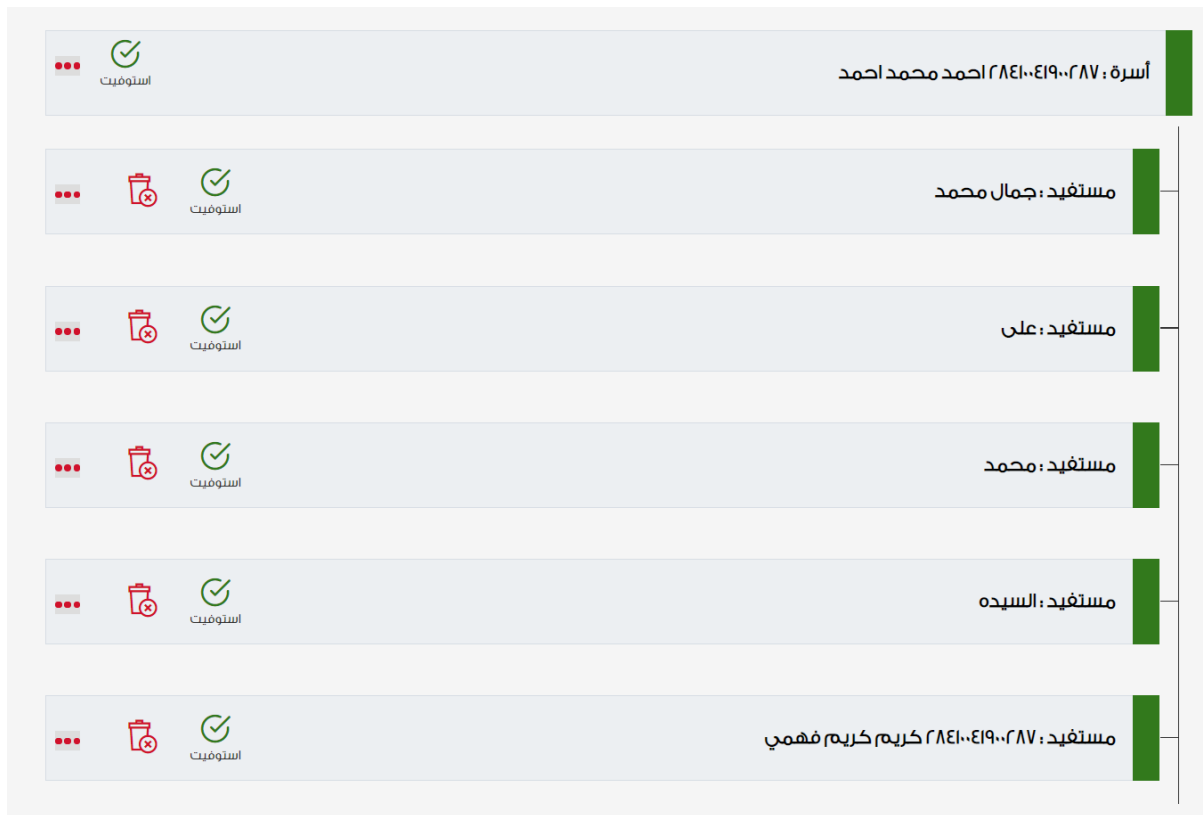 أسرة : ٢٨٤١٠٠٤١٩٠٠٢٨٧ احمد محمد احمد
استوفيت
مستفيد : جمال محمد
استوفيت
مستفيد : على
استوفيت
مستفيد : محمد
استوفيت
مستفيد : السيده
استوفيت
مستفيد : ٢٨٤١٠٠٤١٩٠٠٢٨٧ كريم كريم فهمي
استوفيت